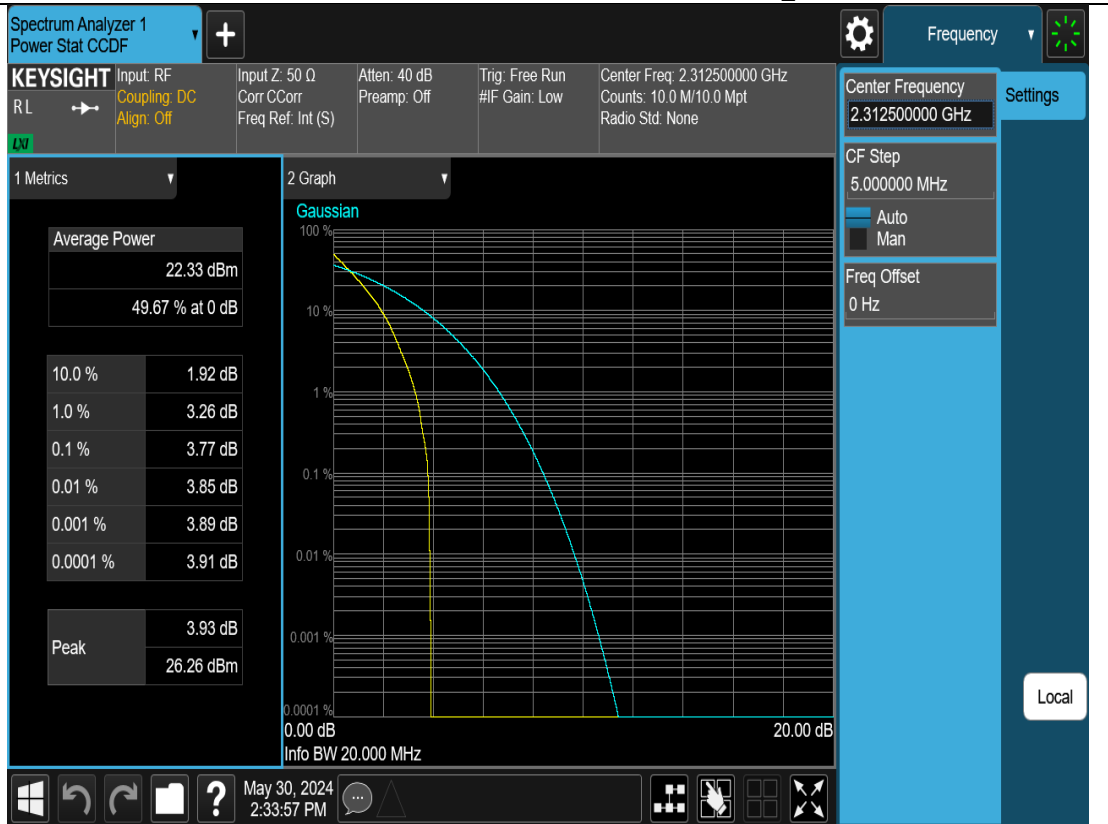 Spectrum Analyzer 1
Power Stat CCDF
+
Frequency
KEYSIGHT
RL
LXI
Input: RF
Coupling: DC
Align: Off
Input Z: 50 Ω
Corr CCorr
Freq Ref: Int (S)
Atten: 40 dB
Preamp: Off
Trig: Free Run
#IF Gain: Low
Center Freq: 2.312500000 GHz
Counts: 10.0 M/10.0 Mpt
Radio Std: None
Center Frequency
2.312500000 GHz
Settings
CF Step
5.000000 MHz
Auto
Man
Freq Offset
0 Hz
Local
1 Metrics
Average Power
22.33 dBm
49.67 % at 0 dB
10.0 % 1.92 dB
1.0 % 3.26 dB
0.1 % 3.77 dB
0.01 % 3.85 dB
0.001 % 3.89 dB
0.0001 % 3.91 dB
Peak
3.93 dB
26.26 dBm
2 Graph
Gaussian
100 %
10 %
1 %
0.1 %
0.01 %
0.001 %
0.0001 %
0.00 dB 20.00 dB
Info BW 20.000 MHz
?
May 30, 2024
2:33:57 PM